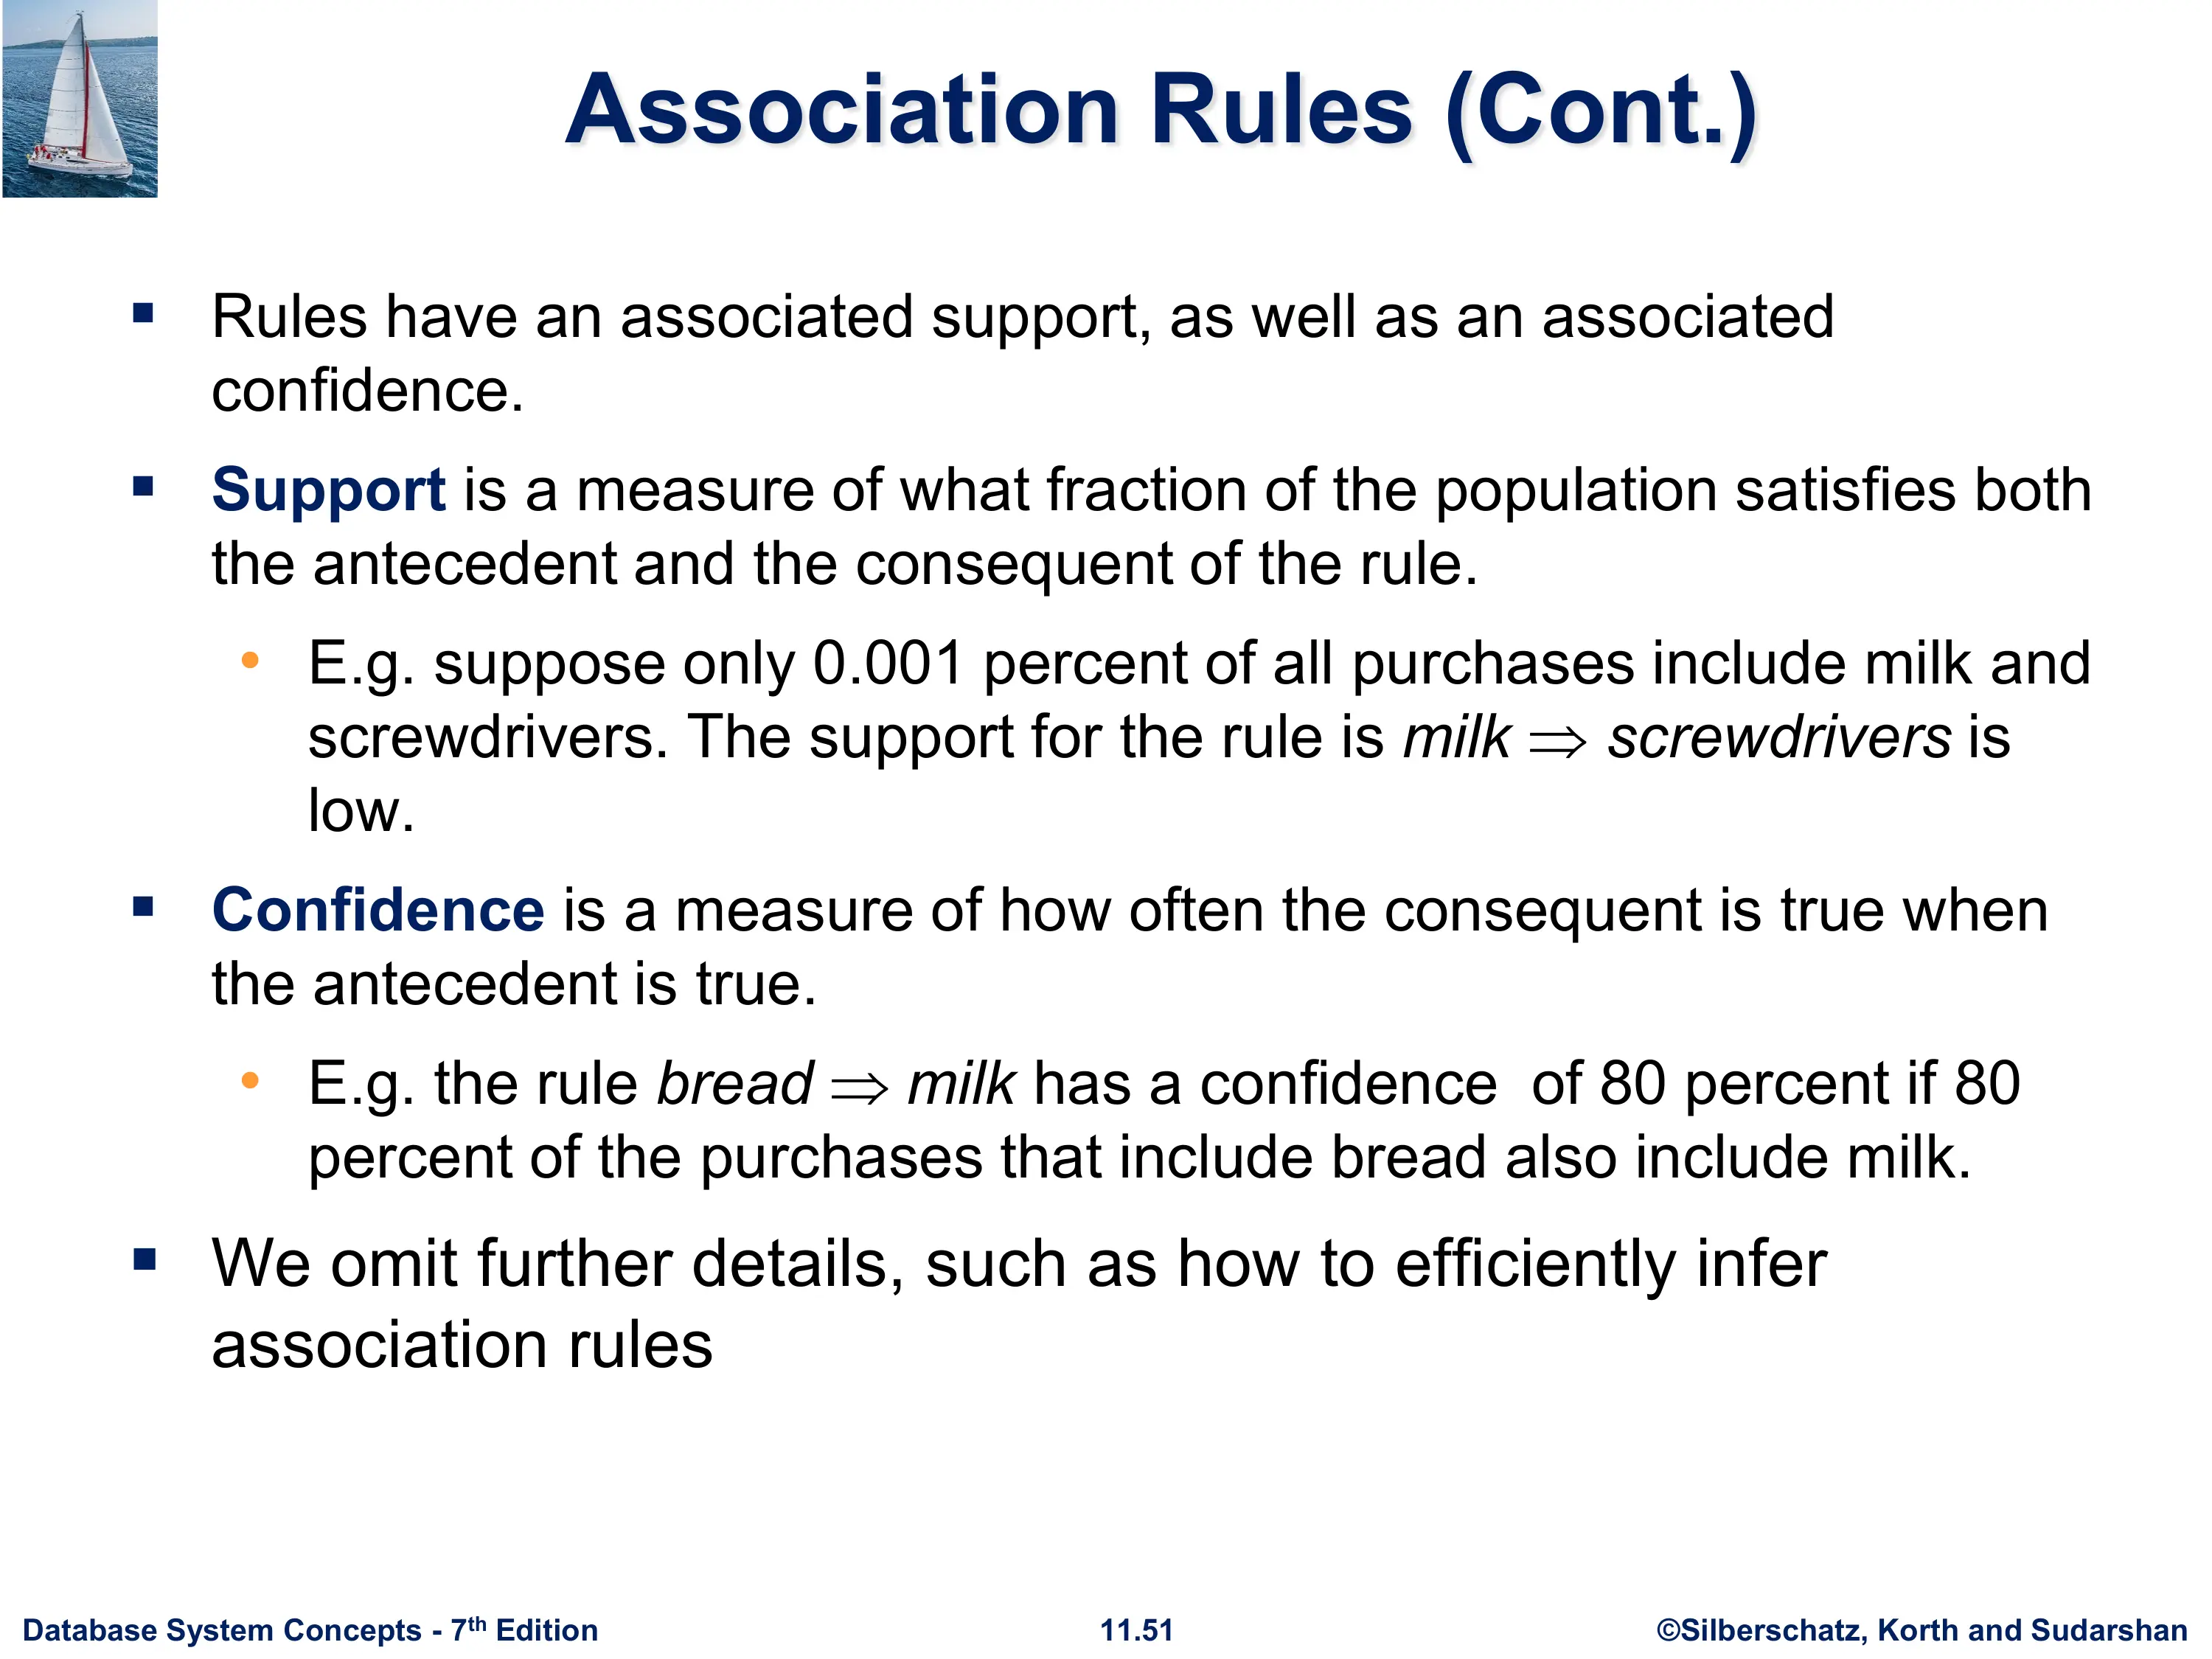 Association Rules (Cont.)
▪ Rules have an associated support, as well as an associated
confidence.
▪ Support is a measure of what fraction of the population satisfies both
the antecedent and the consequent of the rule.
• E.g. suppose only 0.001 percent of all purchases include milk and
screwdrivers. The support for the rule is milk ⇒ screwdrivers is
low.
▪ Confidence is a measure of how often the consequent is true when
the antecedent is true.
• E.g. the rule bread ⇒ milk has a confidence  of 80 percent if 80
percent of the purchases that include bread also include milk.
▪ We omit further details, such as how to efficiently infer
association rules
Database System Concepts - 7th Edition
11.51
©Silberschatz, Korth and Sudarshan